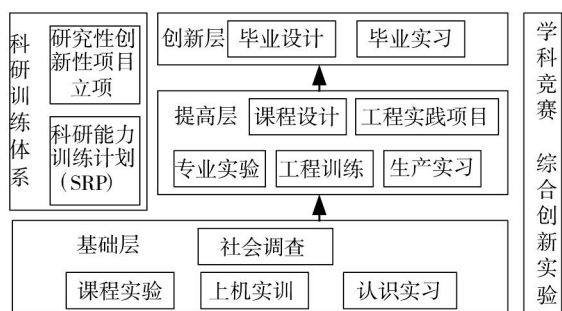 科研训练体系
研究性创
新性项目
立项
科研能力
训练计划
(SRP)
创新层
毕业设计
毕业实习
提高层
课程设计
工程实践项目
专业实验
工程训练
生产实习
基础层
社会调查
课程实验
上机实训
认识实习
学科竞赛
综合创新实验